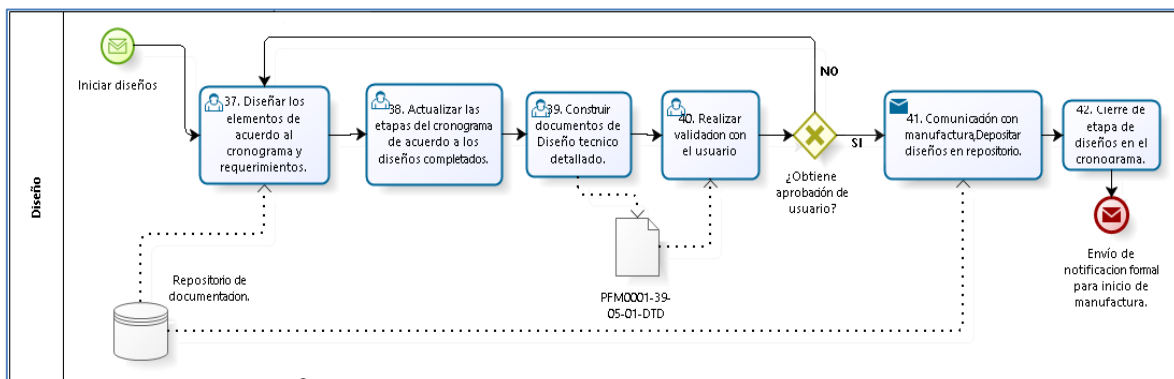 Diseño
Iniciar diseños
37. Diseñar los
elementos de
acuerdo al
cronograma y
requerimientos.
38. Actualizar las
etapas del cronograma
de acuerdo a los
diseños completados.
39. Construir
documentos de
Diseño tecnico
detallado.
40. Realizar
validacion con
el usuario
NO
SI
¿Obtiene
aprobación de
usuario?
41. Comunicación con
manufactura,Depositar
diseños en repositorio.
42. Cierre de
etapa de
diseños en el
cronograma.
Envío de
notificacion formal
para inicio de
manufactura.
Repositorio de
documentacion.
PFM0001-39-
05-01-DTD